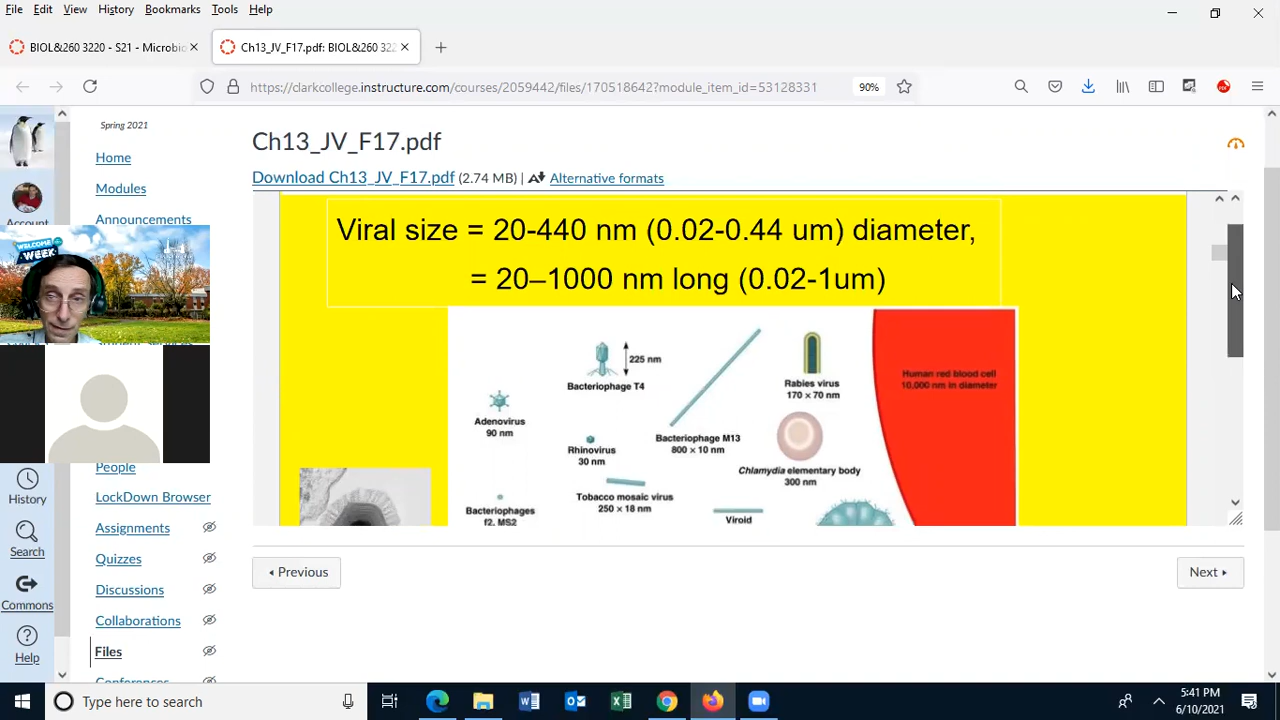 File Edit View History Bookmarks Tools Help
BIOL&260 3220 - S21 - Microbio
Ch13_JV_F17.pdf: BIOL&260 322
https://clarkcollege.instructure.com/courses/2059442/files/170518642?module_item_id=53128331
90%
Spring 2021
Home
Modules
Announcements
Account
WELCOME
WEEK
People
LockDown Browser
Assignments
Quizzes
Discussions
Collaborations
Files
Conferences
History
Search
Commons
Help
Ch13_JV_F17.pdf
Download Ch13_JV_F17.pdf (2.74 MB) | Alternative formats
Viral size = 20-440 nm (0.02-0.44 um) diameter,
= 20–1000 nm long (0.02-1um)
225 nm
Bacteriophage T4
Adenovirus
90 nm
Rhinovirus
30 nm
Bacteriophage M13
800 × 10 nm
Rabies virus
170 × 70 nm
Human red blood cell
10,000 nm in diameter
Chlamydia elementary body
300 nm
Tobacco mosaic virus
250 × 18 nm
Bacteriophages
f2, MS2
Viroid
Previous
Next
Type here to search
5:41 PM
6/10/2021